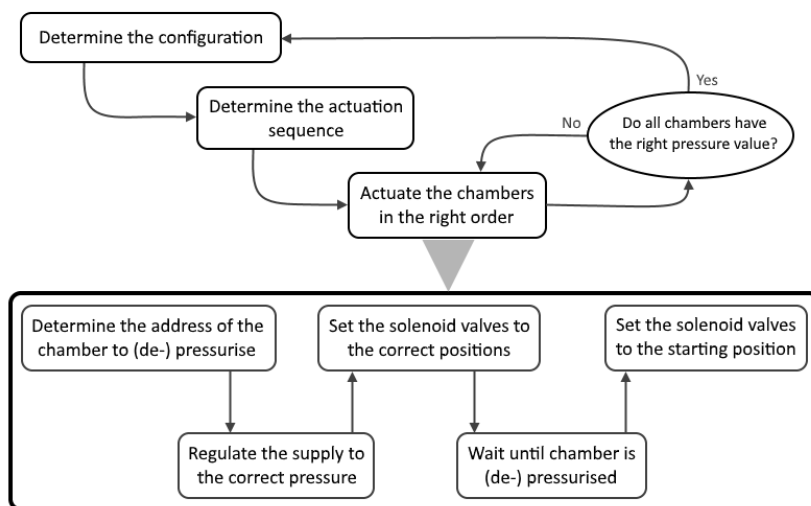 Determine the configuration
Yes
Determine the actuation
sequence
No
Do all chambers have
the right pressure value?
Actuate the chambers
in the right order
Determine the address of the
chamber to (de-) pressurise
Set the solenoid valves to
the correct positions
Set the solenoid valves
to the starting position
Regulate the supply to
the correct pressure
Wait until chamber is
(de-) pressurised